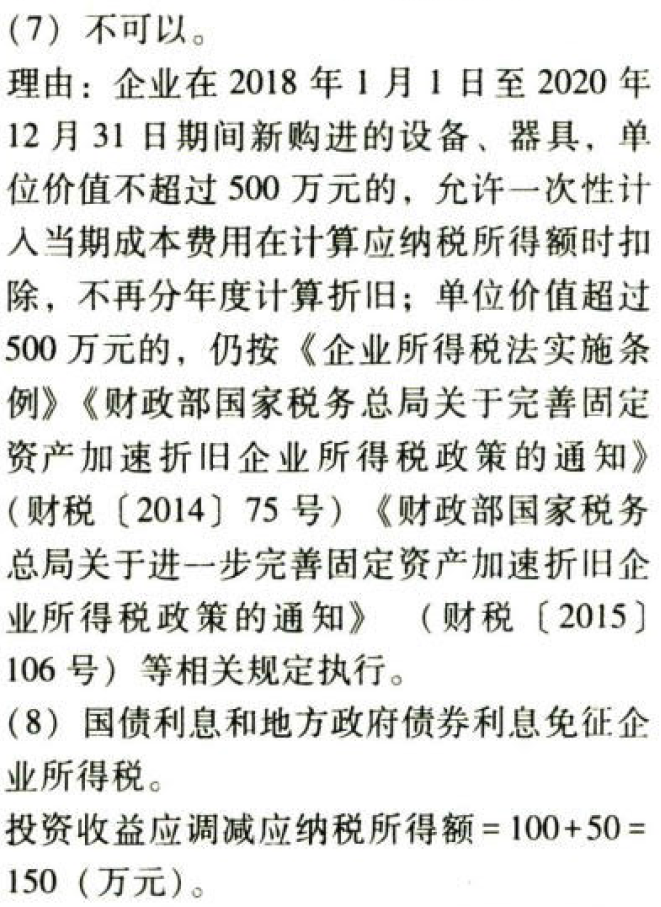 (7) 不可以。
理由：企业在 2018 年 1 月 1 日至 2020 年
12 月 31 日期间新购进的设备、器具，单
位价值不超过 500 万元的，允许一次性计
入当期成本费用在计算应纳税所得额时扣
除，不再分年度计算折旧；单位价值超过
500 万元的，仍按《企业所得税法实施条
例》《财政部国家税务总局关于完善固定
资产加速折旧企业所得税政策的通知》
(财税〔2014〕75 号)《财政部国家税务
总局关于进一步完善固定资产加速折旧企
业所得税政策的通知》 (财税〔2015〕
106 号) 等相关规定执行。
(8) 国债利息和地方政府债券利息免征企
业所得税。
投资收益应调减应纳税所得额 = 100+50 =
150 (万元)。